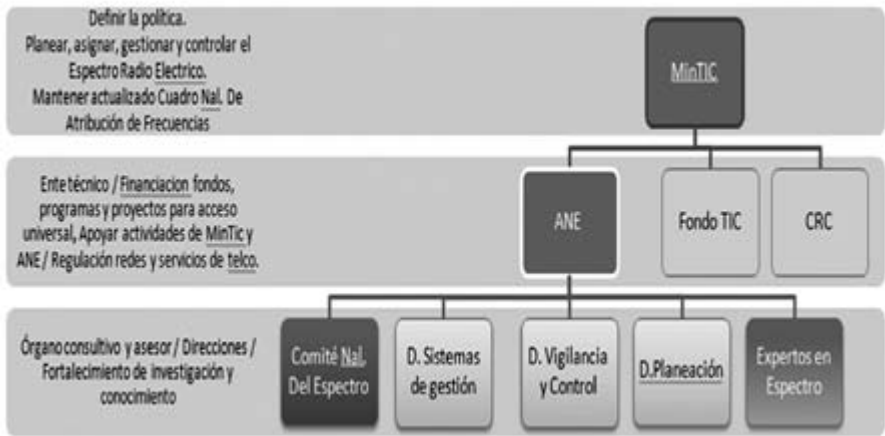 Definir la política.
Planear, asignar, gestionar y controlar el
Espectro Radio Electrico.
Mantener actualizado Cuadro Nal. De
Atribución de Frecuencias
MinTIC
Ente técnico / Financiacion fondos,
programas y proyectos para acceso
universal, Apoyar actividades de MinTic y
ANE / Regulación redes y servicios de telco.
ANE
Fondo TIC
CRC
Órgano consultivo y asesor / Direcciones /
Fortalecimiento de investigación y
conocimiento
Comité Nal.
Del Espectro
D. Sistemas
de gestión
D. Vigilancia
y Control
D.Planeación
Expertos en
Espectro